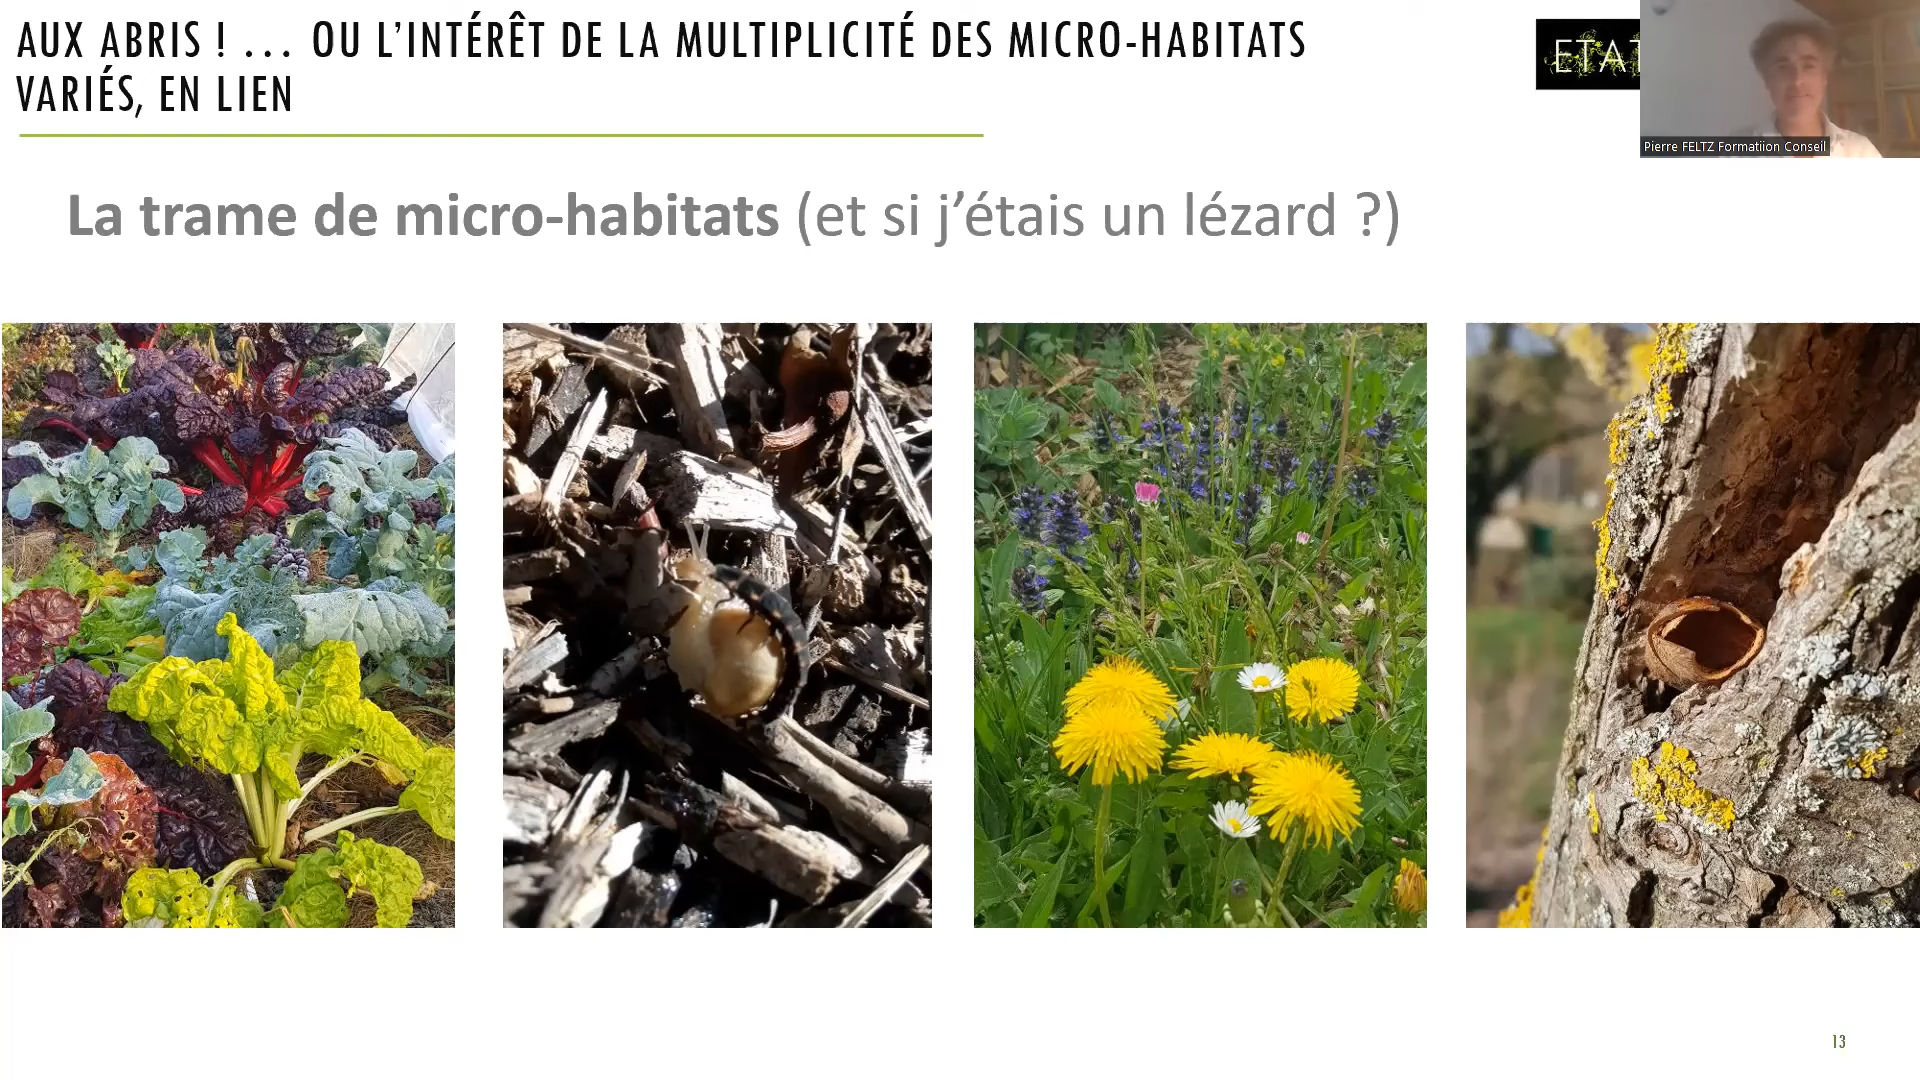 AUX ABRIS ! ... OU L'INTÉRÊT DE LA MULTIPLICITÉ DES MICRO-HABITATS
VARIÉS, EN LIEN
ETAT
Pierre FELTZ Formatiion Conseil
La trame de micro-habitats (et si j'étais un lézard ?)
13